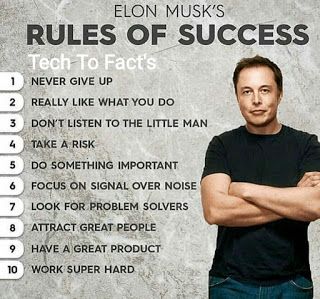 ELON MUSK'S
RULES OF SUCCESS
Tech To Fact's
1 NEVER GIVE UP
2 REALLY LIKE WHAT YOU DO
3 DON'T LISTEN TO THE LITTLE MAN
4 TAKE A RISK
5 DO SOMETHING IMPORTANT
6 FOCUS ON SIGNAL OVER NOISE
7 LOOK FOR PROBLEM SOLVERS
8 ATTRACT GREAT PEOPLE
9 HAVE A GREAT PRODUCT
10 WORK SUPER HARD